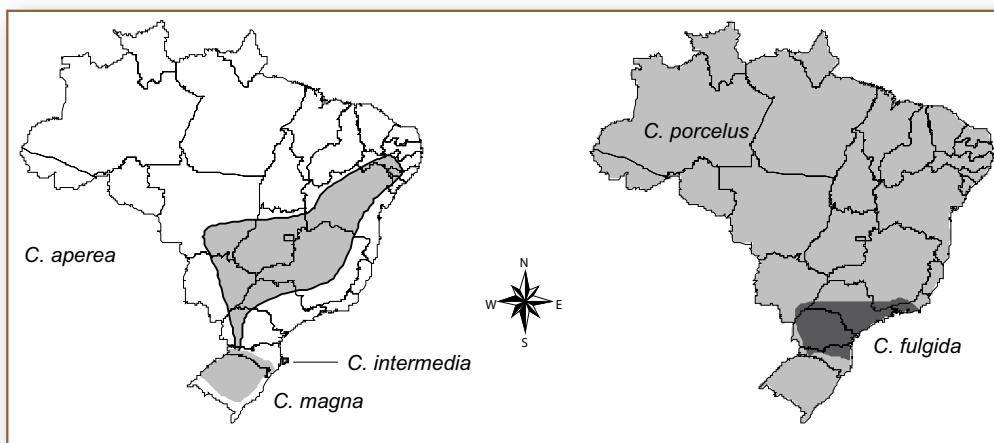 C. porcelus
C. aperea
N
W
E
S
C. intermedia
C. fulgida
C. magna